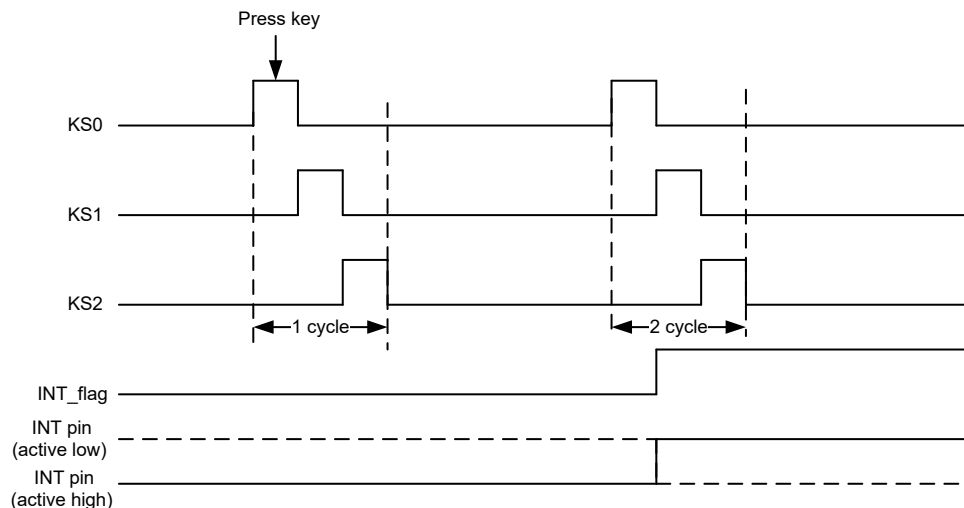 Press key
KS0
KS1
KS2
1 cycle
2 cycle
INT_flag
INT pin
(active low)
INT pin
(active high)